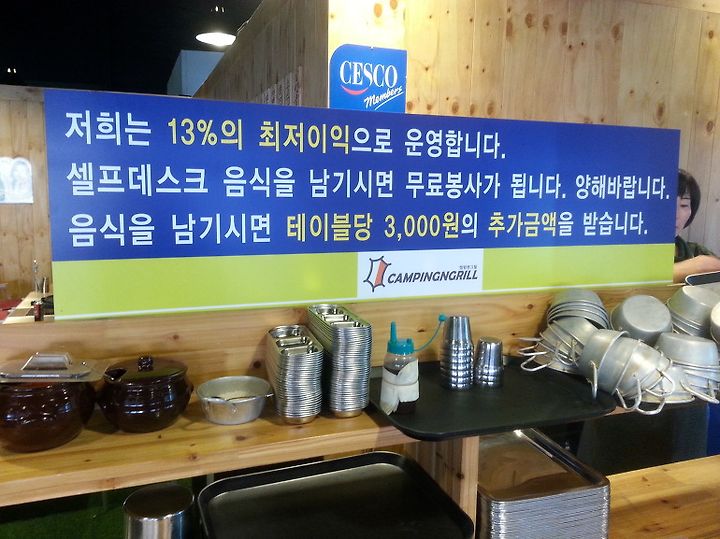 CESCO
Members
저희는 13%의 최저이익으로 운영합니다.
셀프데스크 음식을 남기시면 무료봉사가 됩니다. 양해바랍니다.
음식을 남기시면 테이블당 3,000원의 추가금액을 받습니다.
CAMPINGNGRILL